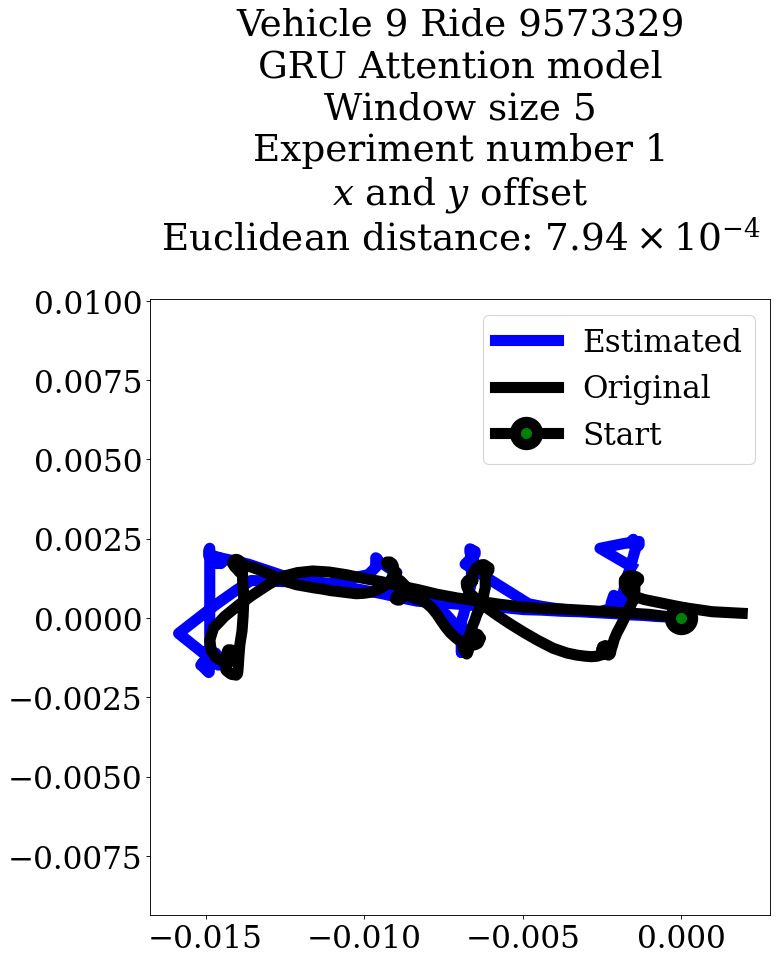 Vehicle 9 Ride 9573329
GRU Attention model
Window size 5
Experiment number 1
x and y offset
Euclidean distance: 7.94 × 10⁻⁴
0.0100
0.0075
0.0050
0.0025
0.0000
−0.0025
−0.0050
−0.0075
Estimated
Original
Start
−0.015 −0.010 −0.005 0.000